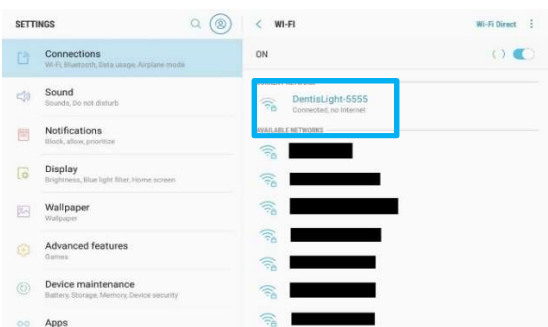 SETTINGS
Connections
Wi-Fi, Bluetooth, Data usage, Airplane mode
Sound
Sounds, Do not disturb
Notifications
Block, allow, prioritize
Display
Brightness, Blue light filter, Home screen
Wallpaper
Wallpaper
Advanced features
Games
Device maintenance
Battery, Storage, Memory, Device security
Apps
WI-FI
Wi-Fi Direct
ON
CURRENT NETWORK
DentisLight-5555
Connected, no Internet
AVAILABLE NETWORKS